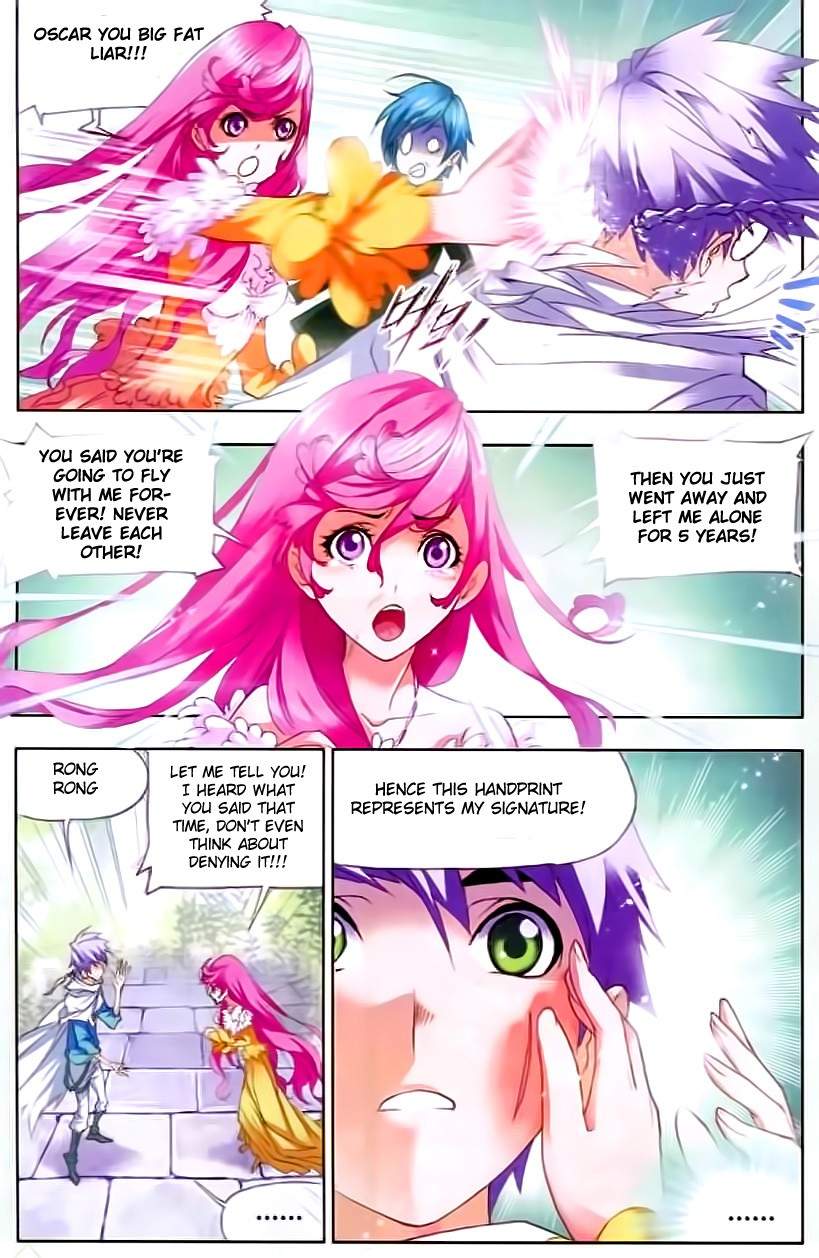 OSCAR YOU BIG FAT
LIAR!!!
YOU SAID YOU'RE
GOING TO FLY
WITH ME FOR-
EVER! NEVER
LEAVE EACH
OTHER!
THEN YOU JUST
WENT AWAY AND
LEFT ME ALONE
FOR 5 YEARS!
RONG
RONG
LET ME TELL YOU!
I HEARD WHAT
YOU SAID THAT
TIME, DON'T EVEN
THINK ABOUT
DENYING IT!!!
......
HENCE THIS HANDPRINT
REPRESENTS MY SIGNATURE!
......